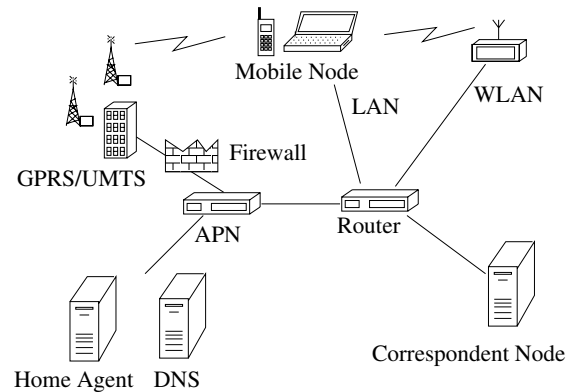 Mobile Node
WLAN
LAN
Firewall
GPRS/UMTS
APN
Router
Correspondent Node
Home Agent
DNS